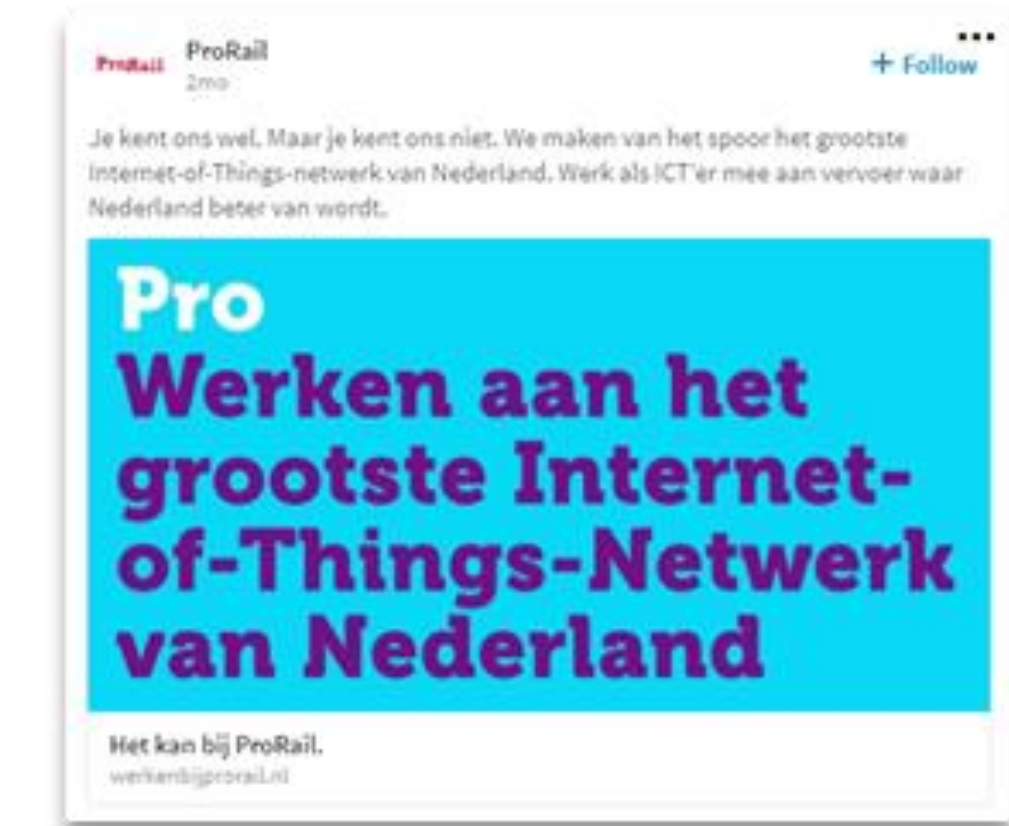 ProRail
ProRail
2mo
+ Follow
Je kent ons wel. Maar je kent ons niet. We maken van het spoor het grootste
Internet-of-Things-netwerk van Nederland. Werk als ICT'er mee aan vervoer waar
Nederland beter van wordt.
Pro
Werken aan het
grootste Internet-
of-Things-Netwerk
van Nederland
Het kan bij ProRail.
werkenbijprorail.nl